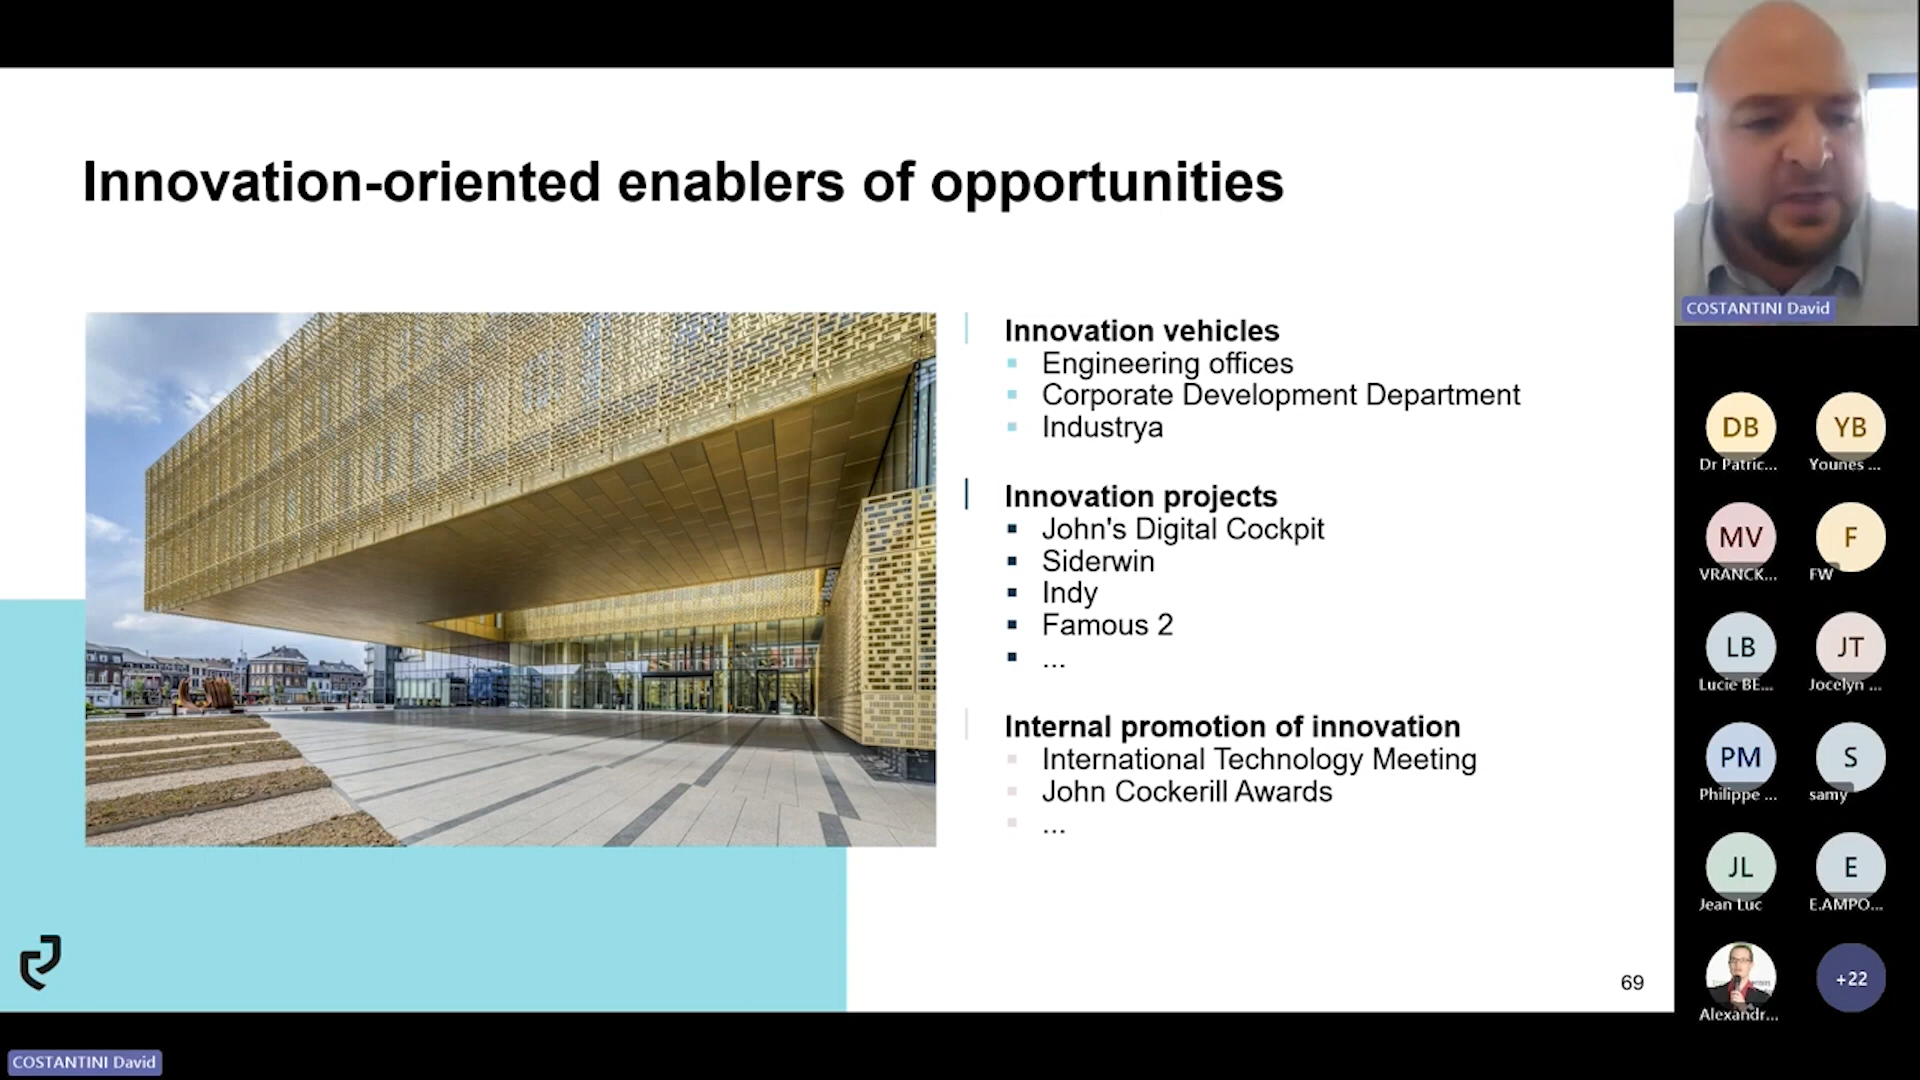 Innovation-oriented enablers of opportunities
Innovation vehicles
Engineering offices
Corporate Development Department
Industrya
Innovation projects
John's Digital Cockpit
Siderwin
Indy
Famous 2
...
Internal promotion of innovation
International Technology Meeting
John Cockerill Awards
...
69
COSTANTINI David
COSTANTINI David
DB YB
Dr Patric... Younes ...
MV F
VRANCK... FW
LB JT
Lucie BE... Jocelyn ...
PM S
Philippe ... samy
JL E
Jean Luc E.AMPO...
+22
Alexandr...